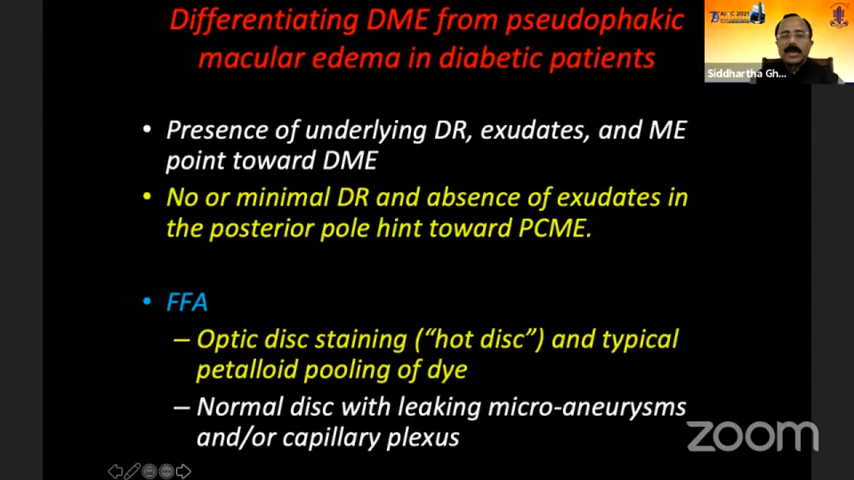 Differentiating DME from pseudophakic
macular edema in diabetic patients
AIOC 2021
Siddhartha Gh...
• Presence of underlying DR, exudates, and ME
point toward DME
• No or minimal DR and absence of exudates in
the posterior pole hint toward PCME.
• FFA
– Optic disc staining (“hot disc”) and typical
petalloid pooling of dye
– Normal disc with leaking micro-aneurysms
and/or capillary plexus
zoom